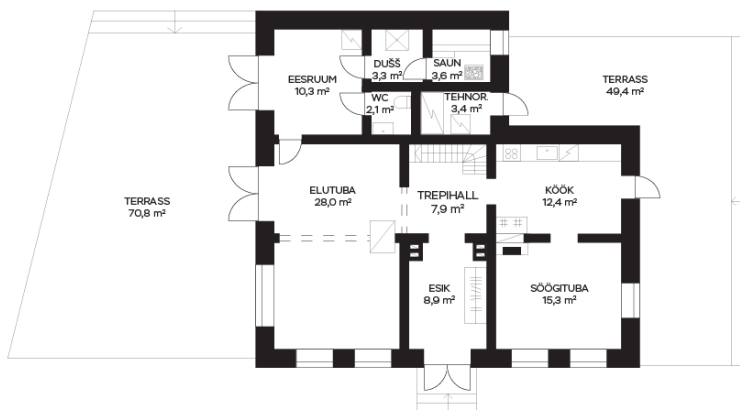 EESRUUM
10,3 m²
DUŠŠ
3,3 m²
SAUN
3,6 m²
WC
2,1 m²
TEHNOR.
3,4 m²
TERRASS
49,4 m²
TERRASS
70,8 m²
ELUTUBA
28,0 m²
TREPIHALL
7,9 m²
KÖÖK
12,4 m²
ESIK
8,9 m²
SÖÖGITUBA
15,3 m²